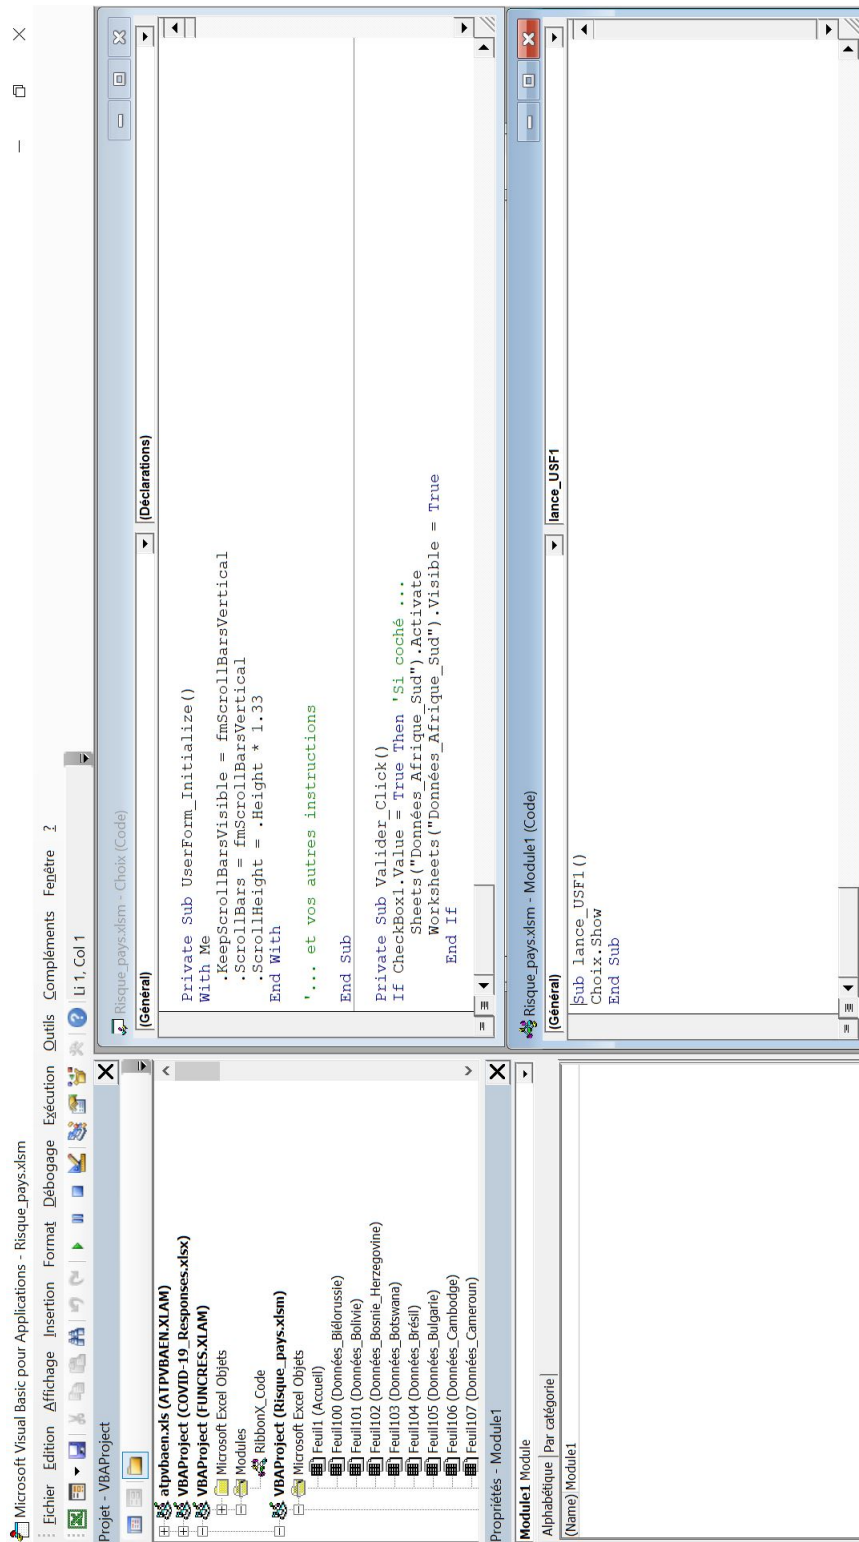 Microsoft Visual Basic pour Applications - Risque_pays.xlsm
Fichier Edition Affichage Insertion Format Débogage Exécution Outils Compléments Fenêtre ?
Li 1, Col 1
Projet - VBAProject
atpvbaen.xls (ATPVBAEN.XLAM)
VBAProject (COVID-19_Responses.xlsx)
VBAProject (FUNCRES.XLAM)
Microsoft Excel Objets
Modules
RibbonX_Code
VBAProject (Risque_pays.xlsm)
Microsoft Excel Objets
Feuil1 (Accueil)
Feuil100 (Données_Biélorussie)
Feuil101 (Données_Bolivie)
Feuil102 (Données_Bosnie_Herzegovine)
Feuil103 (Données_Botswana)
Feuil104 (Données_Brésil)
Feuil105 (Données_Bulgarie)
Feuil106 (Données_Cambodge)
Feuil107 (Données_Cameroun)
Propriétés - Module1
Module1 Module
Alphabétique Par catégorie
(Name) Module1
Risque_pays.xlsm - Choix (Code)
(Général) (Déclarations)
Private Sub UserForm_Initialize()
With Me
.KeepScrollBarsVisible = fmScrollBarsVertical
.ScrollBars = fmScrollBarsVertical
.ScrollHeight = .Height * 1.33
End With
'... et vos autres instructions
End Sub
Private Sub Valider_Click()
If CheckBox1.Value = True Then 'Si coché ...
Sheets("Données_Afrique_Sud").Activate
Worksheets("Données_Afrique_Sud").Visible = True
End If
Risque_pays.xlsm - Module1 (Code)
(Général) lance_USF1
Sub lance_USF1()
Choix.Show
End Sub